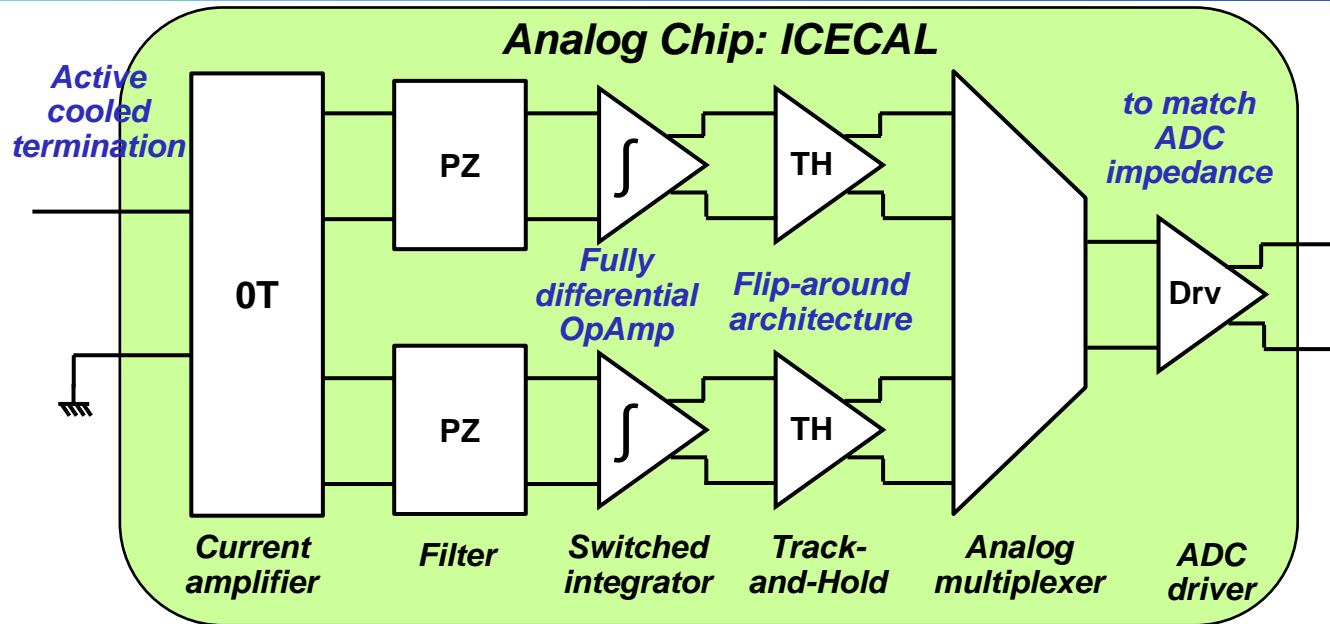 Analog Chip: ICECAL
Active
cooled
termination
to match
ADC
impedance
PZ
∫
TH
0T
Fully
differential
OpAmp
Flip-around
architecture
Drv
PZ
∫
TH
Current
amplifier
Filter
Switched
integrator
Track-
and-Hold
Analog
multiplexer
ADC
driver